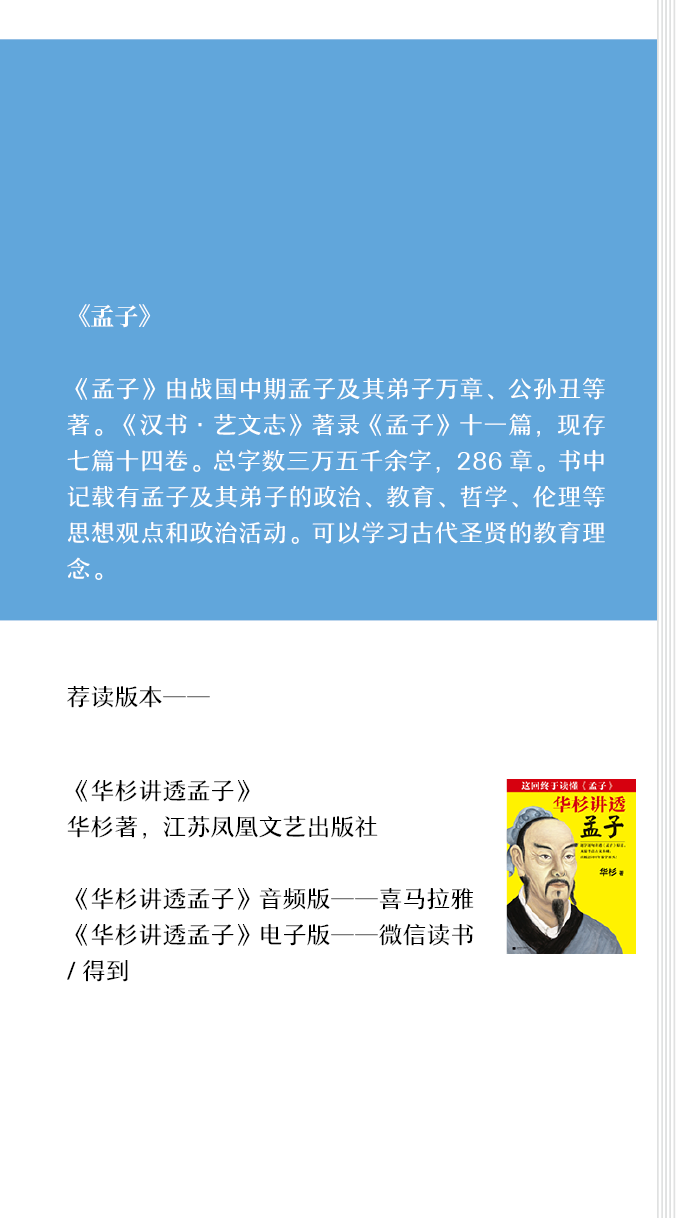 《孟子》
《孟子》由战国中期孟子及其弟子万章、公孙丑等
著。《汉书·艺文志》著录《孟子》十一篇，现存
七篇十四卷。总字数三万五千余字，286 章。书中
记载有孟子及其弟子的政治、教育、哲学、伦理等
思想观点和政治活动。可以学习古代圣贤的教育理
念。
荐读版本——
《华杉讲透孟子》
华杉著，江苏凤凰文艺出版社
《华杉讲透孟子》音频版——喜马拉雅
《华杉讲透孟子》电子版——微信读书
/ 得到
这回终于读懂《孟子》
华杉讲透
孟子
华杉 著